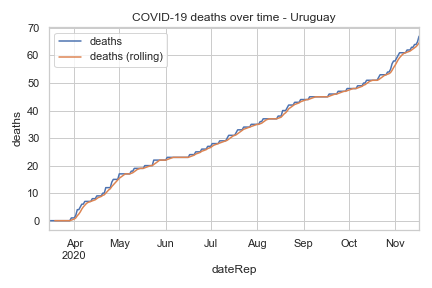 COVID-19 deaths over time - Uruguay
deaths
deaths (rolling)
70
60
50
40
30
20
10
0
deaths
Apr May Jun Jul Aug Sep Oct Nov
2020
dateRep